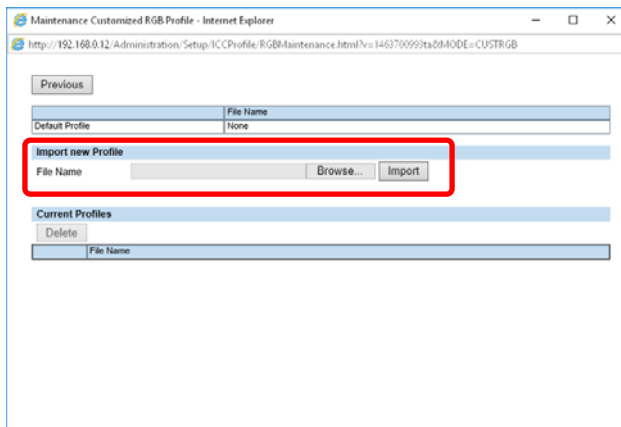 Maintenance Customized RGB Profile - Internet Explorer
http://192.168.0.12/Administration/Setup/ICCProfile/RGBMaintenance.html?v=1463700993ta&MODE=CUSTRGB
Previous
File Name
Default Profile None
Import new Profile
File Name Browse... Import
Current Profiles
Delete
File Name